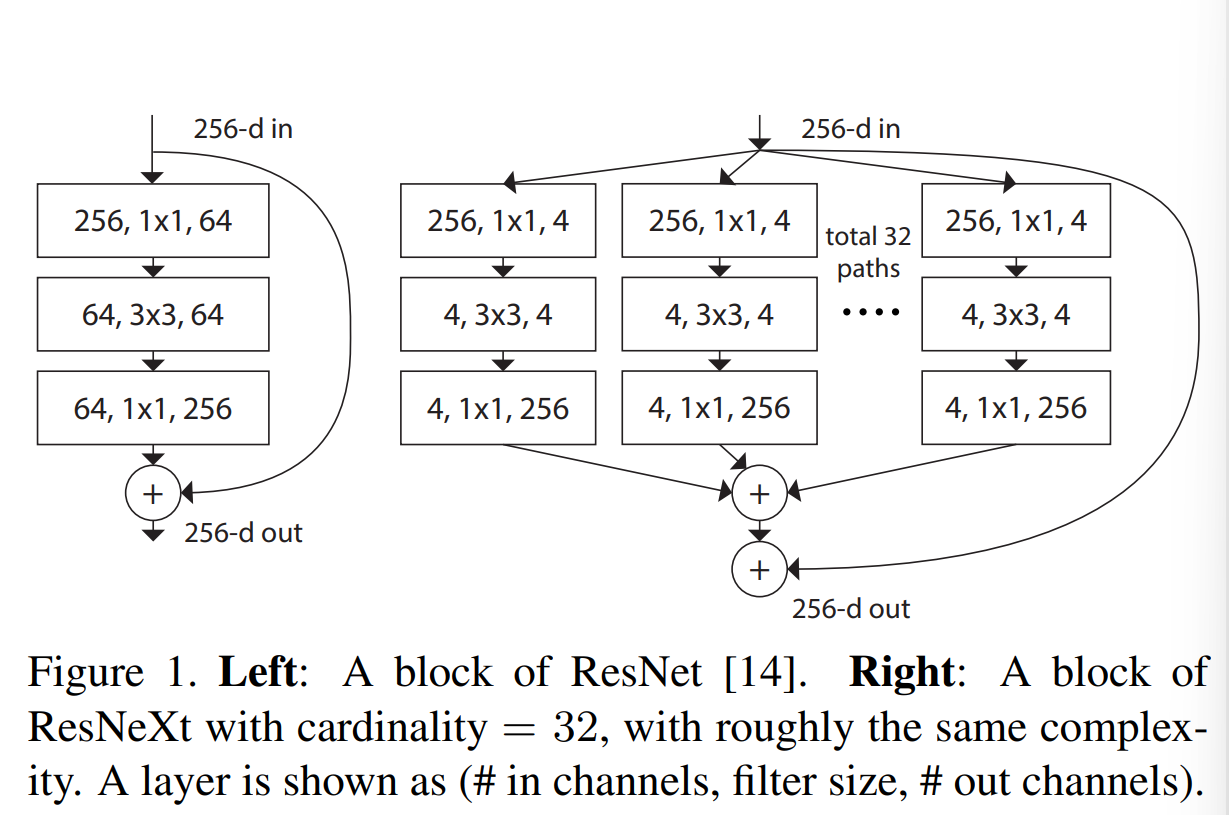 256-d in
256, 1x1, 64
64, 3x3, 64
64, 1x1, 256
+
256-d out
256-d in
256, 1x1, 4
256, 1x1, 4
total 32
paths
256, 1x1, 4
4, 3x3, 4
4, 3x3, 4
....
4, 3x3, 4
4, 1x1, 256
4, 1x1, 256
4, 1x1, 256
+
+
256-d out
Figure 1. Left: A block of ResNet [14]. Right: A block of
ResNeXt with cardinality = 32, with roughly the same complex-
ity. A layer is shown as (# in channels, filter size, # out channels).